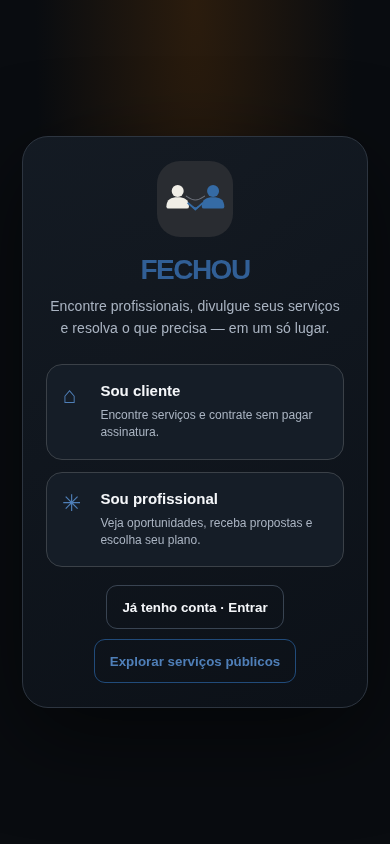 FECHOU
Encontre profissionais, divulgue seus serviços
e resolva o que precisa — em um só lugar.
Sou cliente
Encontre serviços e contrate sem pagar
assinatura.
Sou profissional
Veja oportunidades, receba propostas e
escolha seu plano.
Já tenho conta · Entrar
Explorar serviços públicos